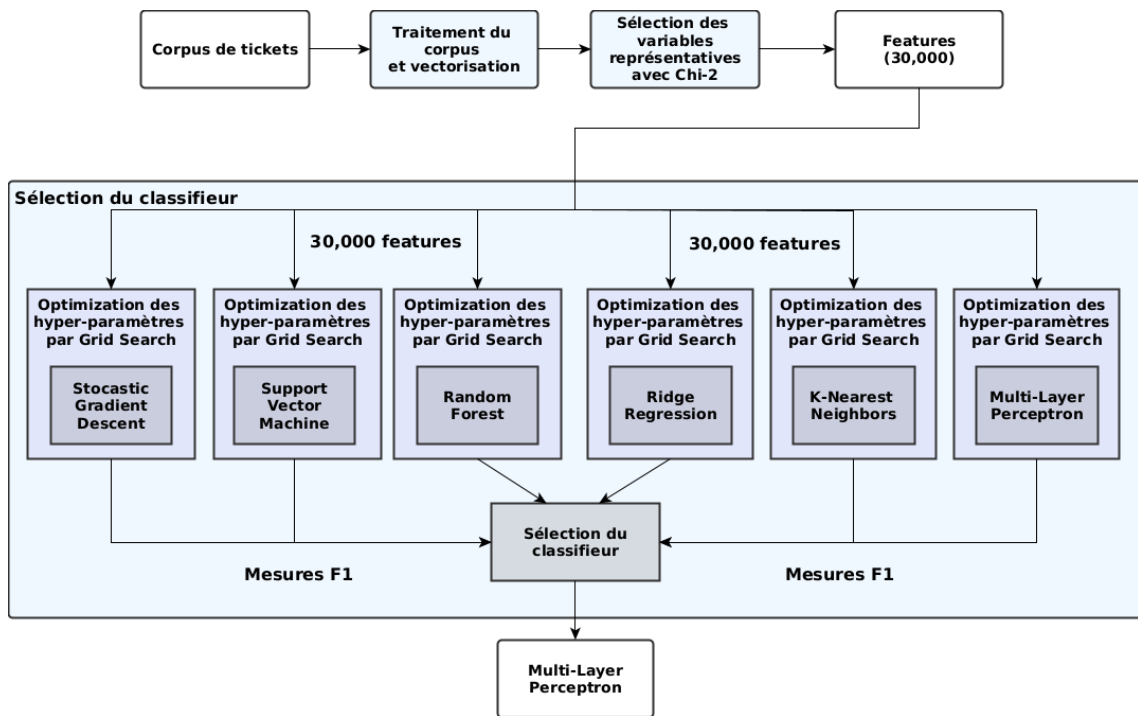 Corpus de tickets
Traitement du
corpus
et vectorisation
Sélection des
variables
représentatives
avec Chi-2
Features
(30,000)
Sélection du classifieur
30,000 features
30,000 features
Optimization des
hyper-paramètres
par Grid Search
Stocastic
Gradient
Descent
Optimization des
hyper-paramètres
par Grid Search
Support
Vector
Machine
Optimization des
hyper-paramètres
par Grid Search
Random
Forest
Optimization des
hyper-paramètres
par Grid Search
Ridge
Regression
Optimization des
hyper-paramètres
par Grid Search
K-Nearest
Neighbors
Optimization des
hyper-paramètres
par Grid Search
Multi-Layer
Perceptron
Sélection du
classifieur
Mesures F1
Mesures F1
Multi-Layer
Perceptron